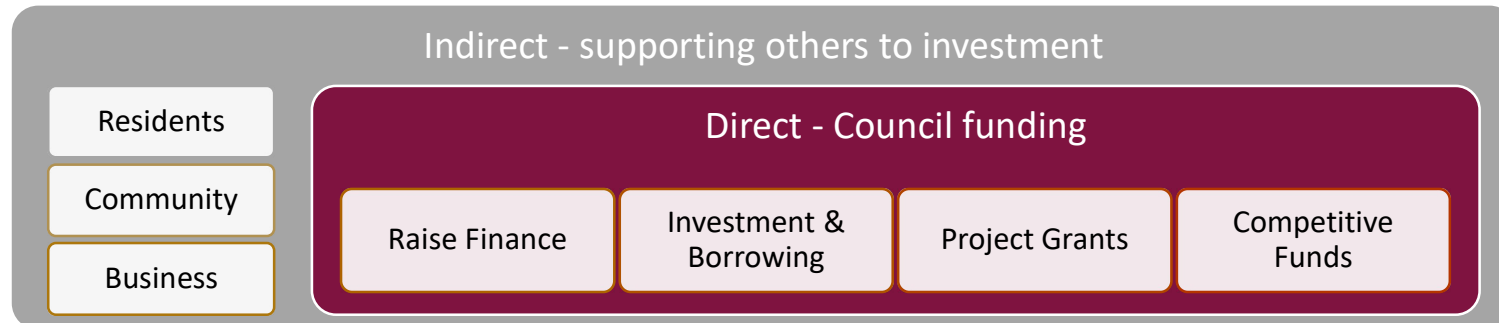 Indirect - supporting others to investment
Residents
Community
Business
Direct - Council funding
Raise Finance
Investment &
Borrowing
Project Grants
Competitive
Funds